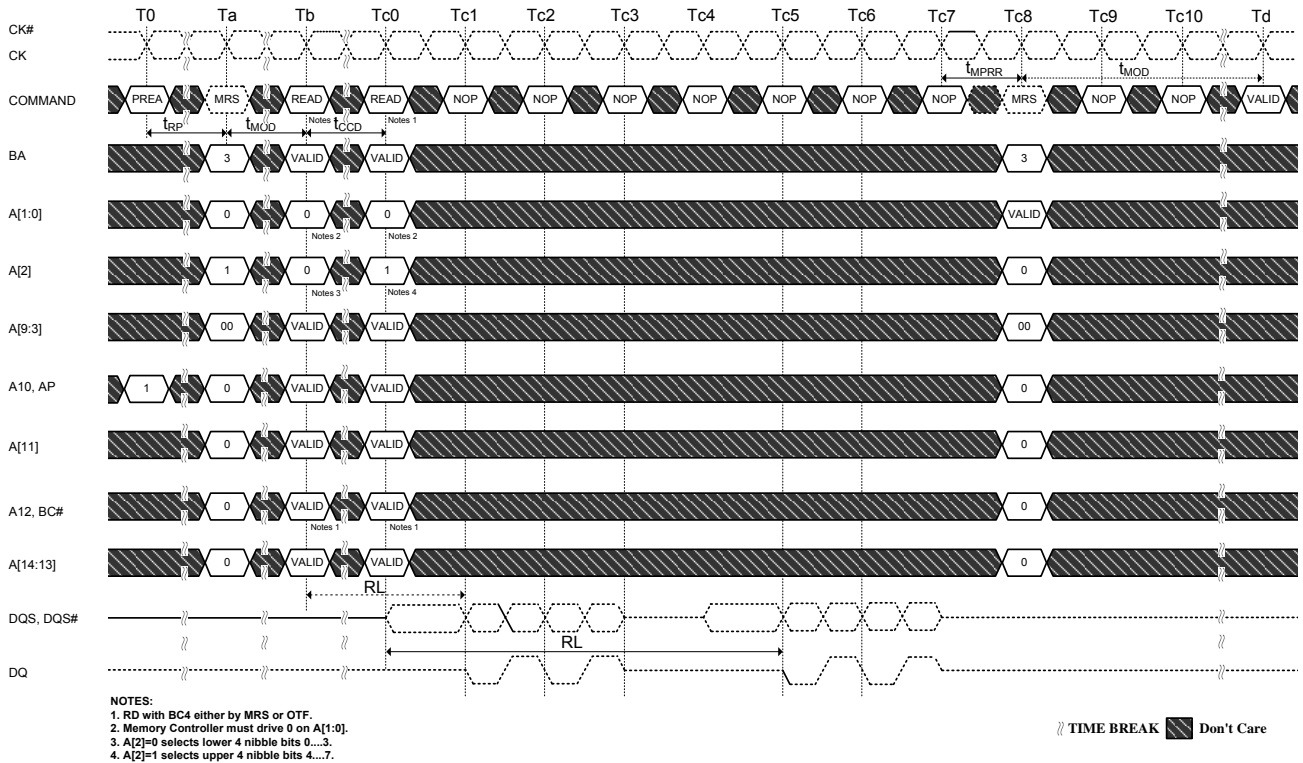 T0 Ta Tb Tc0 Tc1 Tc2 Tc3 Tc4 Tc5 Tc6 Tc7 Tc8 Tc9 Tc10 Td
CK#
CK
tMPRR tMOD
COMMAND PREA MRS READ READ NOP NOP NOP NOP NOP NOP NOP MRS NOP NOP VALID
Notes 1 Notes 1
tRP tMOD tCCD
BA 3 VALID VALID 3
A[1:0] 0 0 0 VALID
Notes 2 Notes 2
A[2] 1 0 1 0
Notes 3 Notes 4
A[9:3] 00 VALID VALID 00
A10, AP 1 0 VALID VALID 0
A[11] 0 VALID VALID 0
A12, BC# 0 VALID VALID 0
Notes 1 Notes 1
A[14:13] 0 VALID VALID 0
RL
DQS, DQS#
RL
DQ
NOTES:
1. RD with BC4 either by MRS or OTF.
2. Memory Controller must drive 0 on A[1:0].
3. A[2]=0 selects lower 4 nibble bits 0....3.
4. A[2]=1 selects upper 4 nibble bits 4....7.
TIME BREAK Don't Care